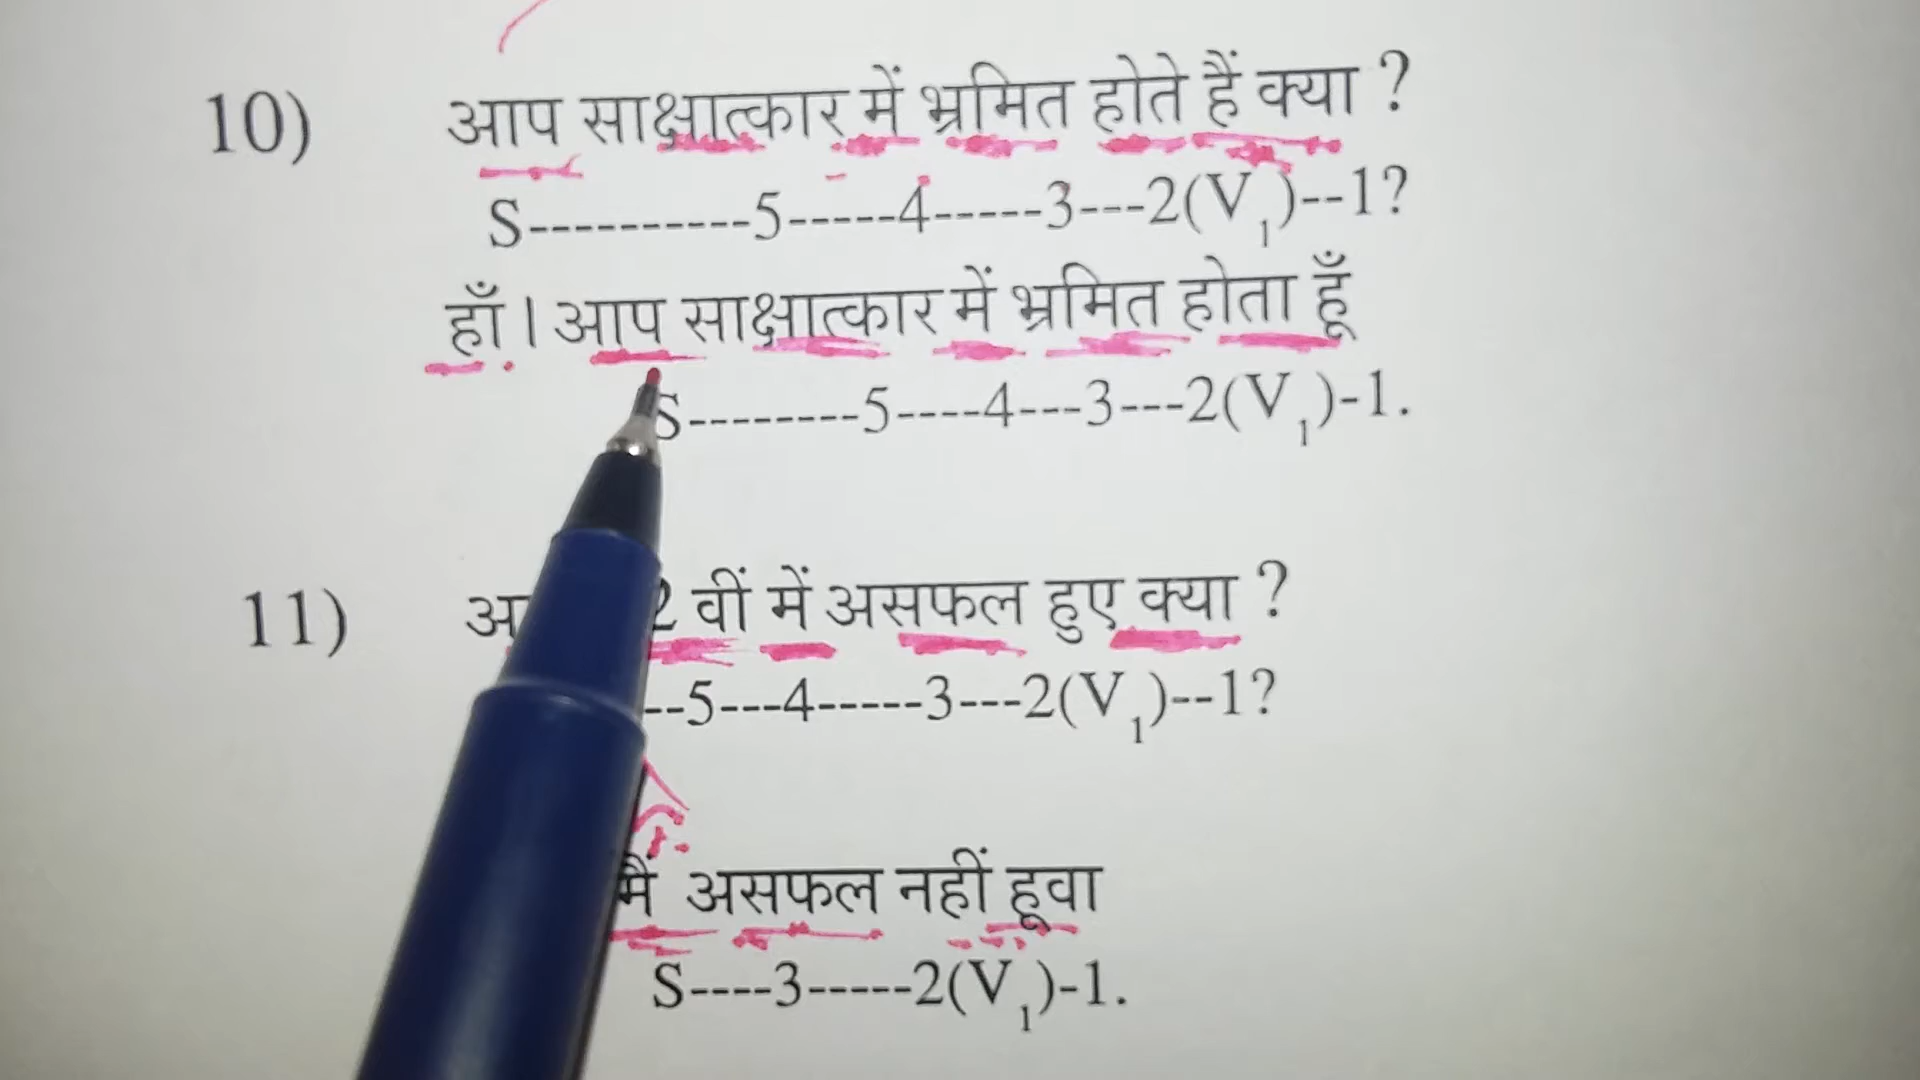 10) आप साक्षात्कार में भ्रमित होते हैं क्या ?
S----------5------4-----3---2(V1)--1?
हाँ । आप साक्षात्कार में भ्रमित होता हूँ
S--------5----4---3---2(V1)-1.
11) वीं में असफल हुए क्या ?
--5---4-----3---2(V1)--1?
मैं असफल नहीं हूवा
S----3-----2(V1)-1.